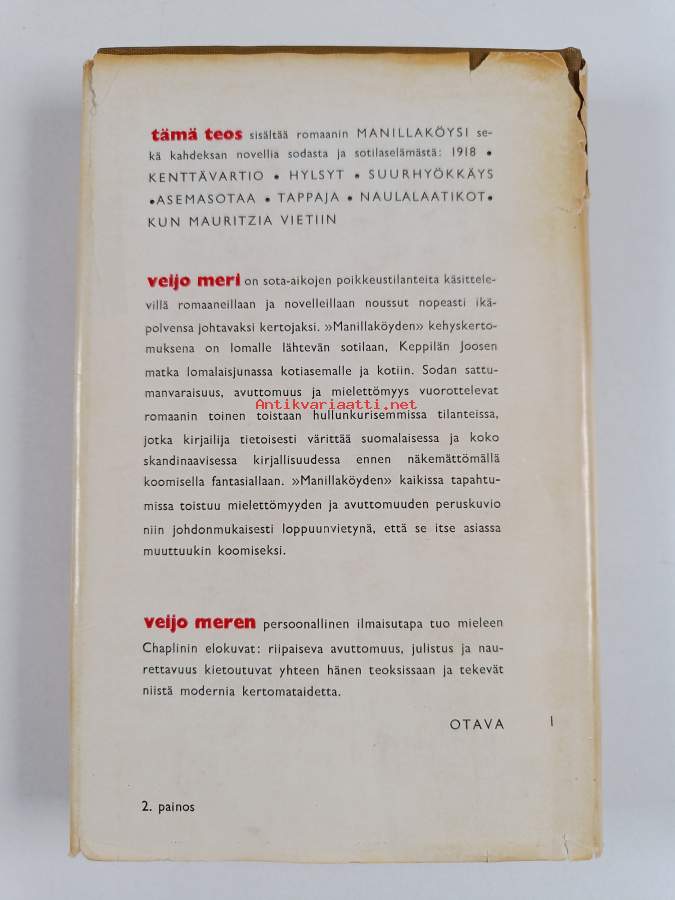 tämä teos sisältää romaanin MANILLAKÖYSI se-
kä kahdeksan novellia sodasta ja sotilaselämästä: 1918 •
KENTTÄVARTIO • HYLSYT • SUURHYÖKKÄYS
•ASEMASOTAA • TAPPAJA • NAULALAATIKOT•
KUN MAURITZIA VIETIIN
veijo meri on sota-aikojen poikkeustilanteita käsittele-
villä romaaneillaan ja novelleillaan noussut nopeasti ikä-
polvensa johtavaksi kertojaksi. »Manillaköyden» kehyskerto-
muksena on lomalle lähtevän sotilaan, Keppilän Joosen
matka lomalaisjunassa kotiasemalle ja kotiin. Sodan sattu-
manvaraisuus, avuttomuus ja mielettömyys vuorottelevat
Antikvariaatti.net
romaanin toinen toistaan hullunkurisemmissa tilanteissa,
jotka kirjailija tietoisesti värittää suomalaisessa ja koko
skandinaavisessa kirjallisuudessa ennen näkemättömällä
koomisella fantasiallaan. »Manillaköyden» kaikissa tapahtu-
missa toistuu mielettömyyden ja avuttomuuden peruskuvio
niin johdonmukaisesti loppuunvietynä, että se itse asiassa
muuttuukin koomiseksi.
veijo meren persoonallinen ilmaisutapa tuo mieleen
Chaplinin elokuvat: riipaiseva avuttomuus, julistus ja nau-
rettavuus kietoutuvat yhteen hänen teoksissaan ja tekevät
niistä modernia kertomataidetta.
OTAVA
2. painos